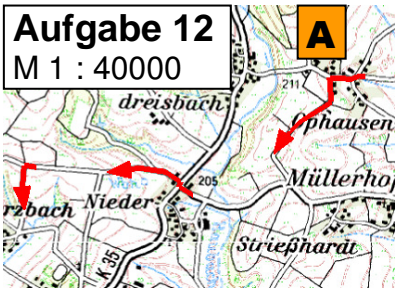 Aufgabe 12
M 1 : 40000
A
211
dreisbach
Ophausen
205
Müllerhof
rzbach
Nieder
Strießhardt
K 35